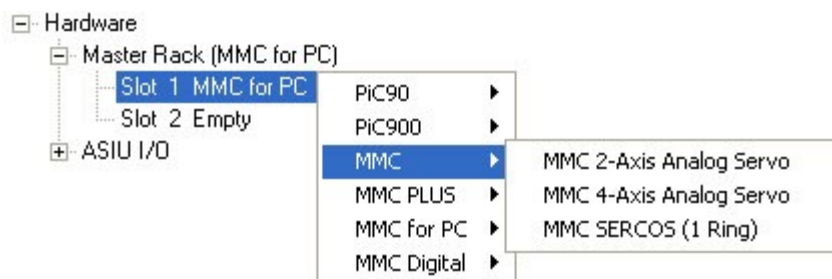 Hardware
Master Rack (MMC for PC)
Slot 1 MMC for PC
Slot 2 Empty
ASIU I/O
PiC90
PiC900
MMC
MMC PLUS
MMC for PC
MMC Digital
MMC 2-Axis Analog Servo
MMC 4-Axis Analog Servo
MMC SERCOS (1 Ring)